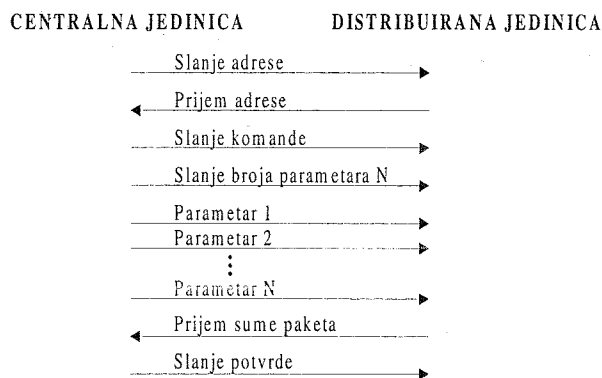 CENTRALNA JEDINICA DISTRIBUIRANA JEDINICA
Slanje adrese
Prijem adrese
Slanje komande
Slanje broja parametara N
Parametar 1
Parametar 2
Parametar N
Prijem sume paketa
Slanje potvrde